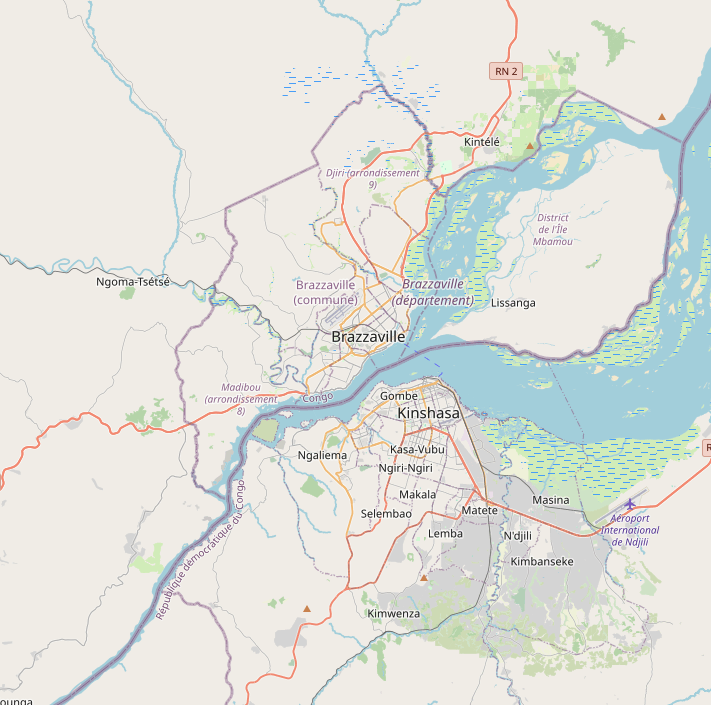 RN 2
Kintélé
Djiri (arrondissement
9)
District
de l'Île
Mbamou
Ngoma-Tsétsé
Brazzaville
(commune)
Brazzaville
(département)
Lissanga
Brazzaville
Madibou
(arrondissement
8)
Congo
Gombe
Kinshasa
Ngaliema
Kasa-Vubu
Ngiri-Ngiri
République démocratique du Congo
Makala
Masina
Selembao
Matete
Aéroport
International
de Ndjili
Lemba
N'djili
Kimbanseke
Kimwenza
ounga
R